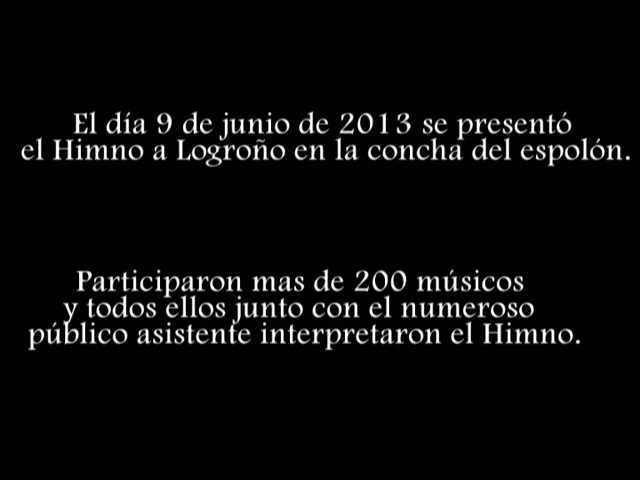 El día 9 de junio de 2013 se presentó
el Himno a Logroño en la concha del espolón.
Participaron mas de 200 músicos
y todos ellos junto con el numeroso
público asistente interpretaron el Himno.